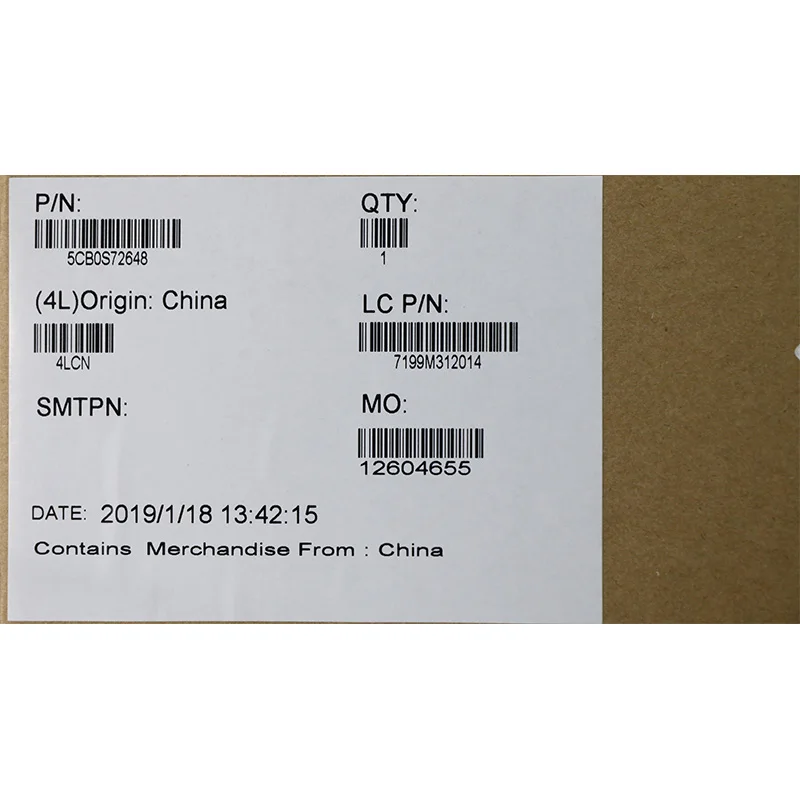 P/N:
QTY:
5CB0S72648
1
(4L)Origin: China
LC P/N:
4LCN
7199M312014
SMTPN:
MO:
12604655
DATE: 2019/1/18 13:42:15
Contains Merchandise From : China